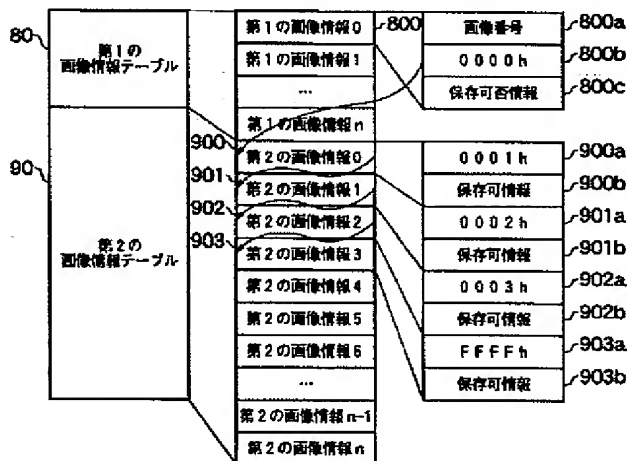 80
第1の
画像情報テーブル
90
第2の
画像情報テーブル
第1の画像情報0
800
第1の画像情報1
…
第1の画像情報n
900
第2の画像情報0
901
第2の画像情報1
902
第2の画像情報2
903
第2の画像情報3
第2の画像情報4
第2の画像情報5
第2の画像情報6
…
第2の画像情報n-1
第2の画像情報n
画像番号
800a
0000h
800b
保存可否情報
800c
0001h
900a
保存可情報
900b
0002h
901a
保存可情報
901b
0003h
902a
保存可情報
902b
FFFFh
903a
保存可情報
903b